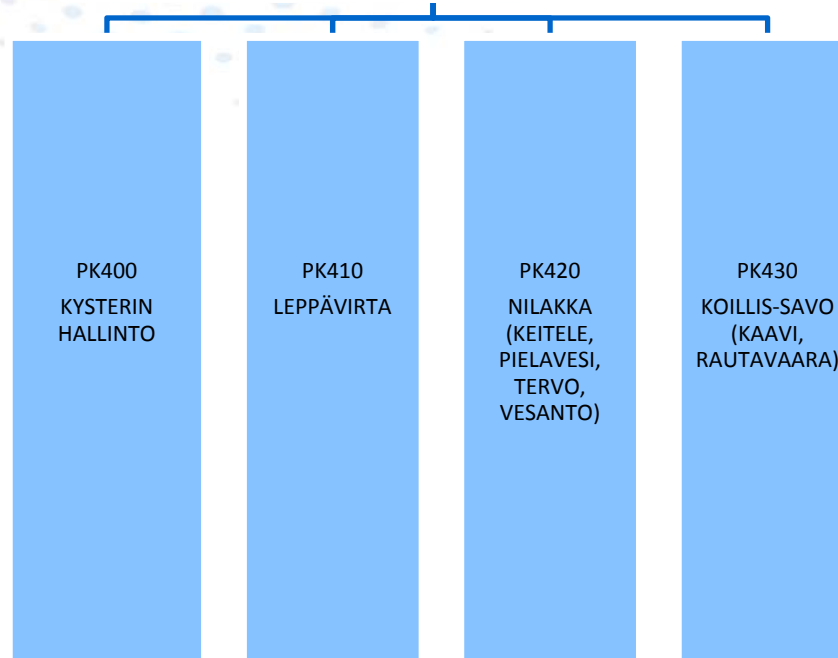 PK400
KYSTERIN
HALLINTO
PK410
LEPPÄVIRTA
PK420
NILAKKA
(KEITELE,
PIELAVESI,
TERVO,
VESANTO)
PK430
KOILLIS-SAVO
(KAAVI,
RAUTAVAARA)